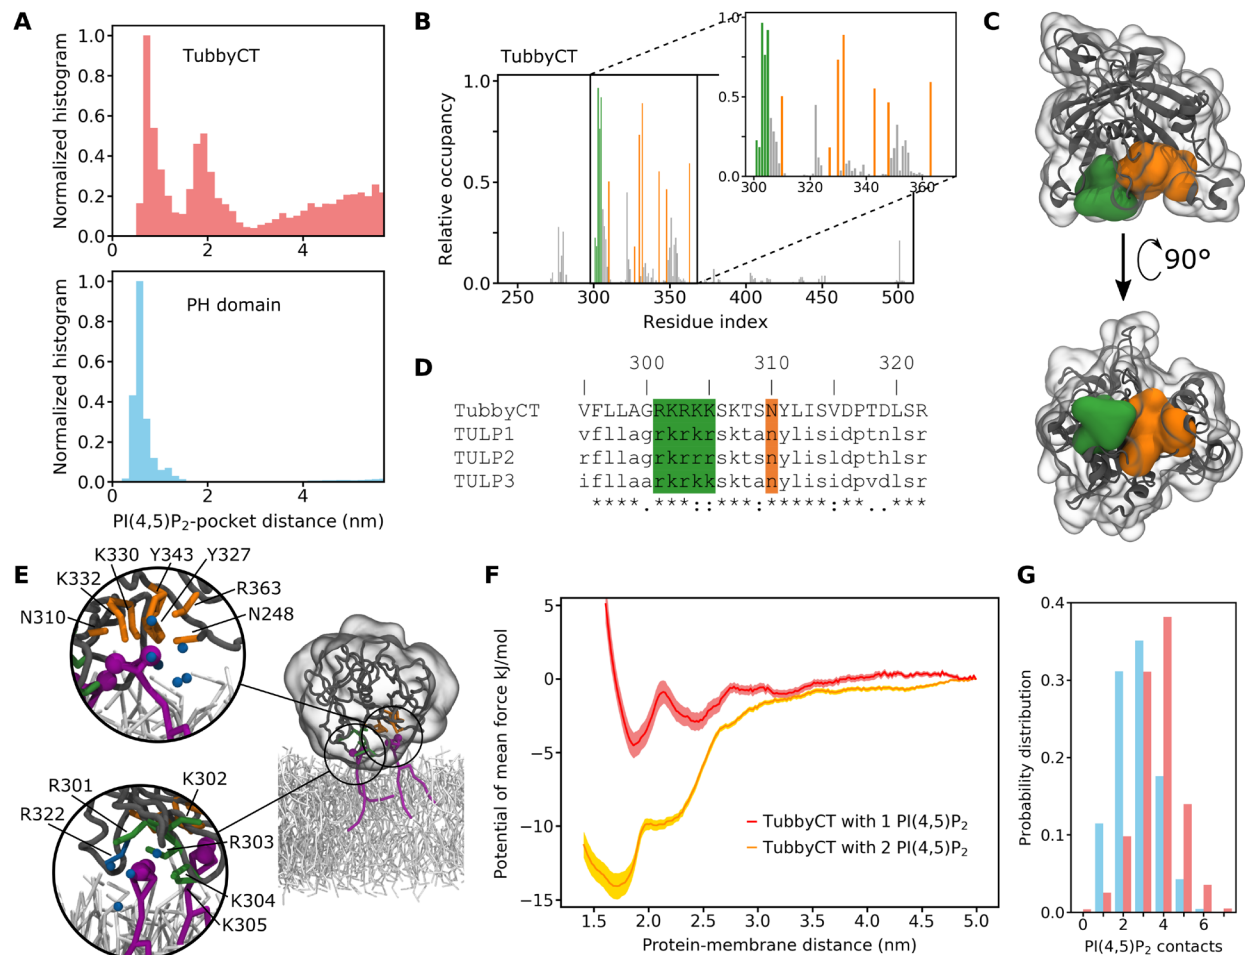 A
Normalized histogram
1.0
0.8
0.6
0.4
0.2
0.0
TubbyCT
0
2
4
Normalized histogram
1.0
0.8
0.6
0.4
0.2
0.0
PH domain
0
2
4
PI(4,5)P₂-pocket distance (nm)
B
TubbyCT
Relative occupancy
1.0
0.5
0.0
250
300
350
400
450
500
Residue index
1.0
0.5
0.0
300
320
340
360
C
90°
D
300 310 320
TubbyCT VFLLAGRKRKKSKTSNYLISVDPTDLSR
TULP1 vfllagrkrkrsktanylisidptnlsr
TULP2 rfllagrkrrrsktsnylisldpthlsr
TULP3 ifllaarkrkksktanylisidpvdlsr
****.***::****:******:**..***
E
K330 Y343 Y327
K332
R363
N310
N248
R301
K302
R322
R303
K304
K305
F
Potential of mean force kJ/mol
5
0
−5
−10
−15
TubbyCT with 1 PI(4,5)P₂
TubbyCT with 2 PI(4,5)P₂
1.5
2.0
2.5
3.0
3.5
4.0
4.5
5.0
Protein-membrane distance (nm)
G
Probability distribution
0.4
0.3
0.2
0.1
0.0
0
2
4
6
PI(4,5)P₂ contacts